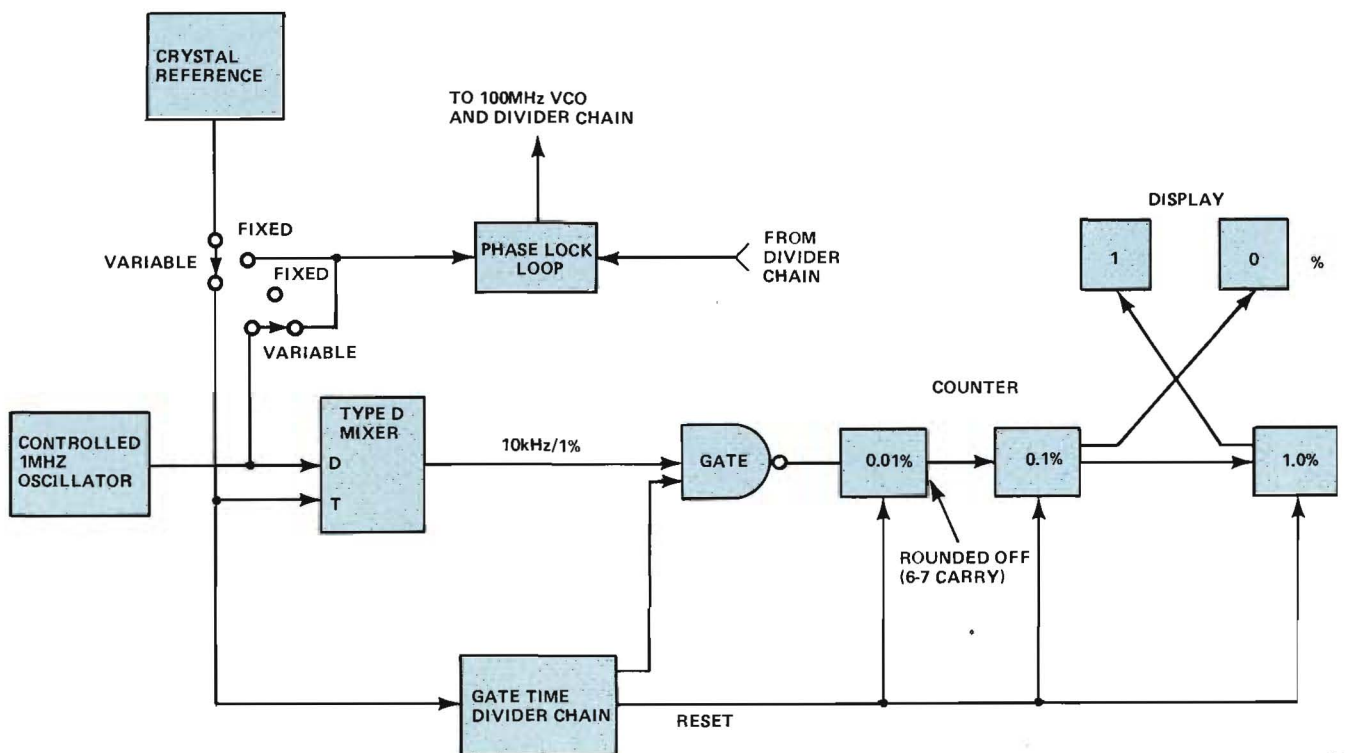 CRYSTAL
REFERENCE
TO 100MHz VCO
AND DIVIDER CHAIN
DISPLAY
FIXED
VARIABLE
FIXED
VARIABLE
PHASE LOCK
LOOP
FROM
DIVIDER
CHAIN
1
0
%
CONTROLLED
1MHZ
OSCILLATOR
TYPE D
MIXER
D
T
10kHz/1%
GATE
COUNTER
0.01%
0.1%
1.0%
ROUNDED OFF
(6-7 CARRY)
GATE TIME
DIVIDER CHAIN
RESET